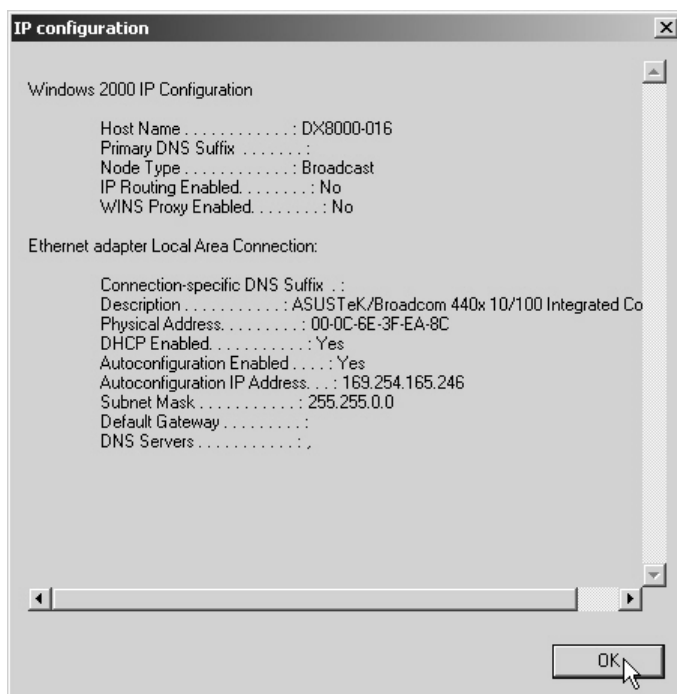 IP configuration
Windows 2000 IP Configuration
Host Name . . . . . . . . . . . . : DX8000-016
Primary DNS Suffix . . . . . . . :
Node Type . . . . . . . . . . . . : Broadcast
IP Routing Enabled. . . . . . . . : No
WINS Proxy Enabled. . . . . . . . : No
Ethernet adapter Local Area Connection:
Connection-specific DNS Suffix . :
Description . . . . . . . . . . . : ASUSTeK/Broadcom 440x 10/100 Integrated Co
Physical Address. . . . . . . . . : 00-0C-6E-3F-EA-8C
DHCP Enabled. . . . . . . . . . . : Yes
Autoconfiguration Enabled . . . . : Yes
Autoconfiguration IP Address. . . : 169.254.165.246
Subnet Mask . . . . . . . . . . . : 255.255.0.0
Default Gateway . . . . . . . . . :
DNS Servers . . . . . . . . . . . : ,
OK